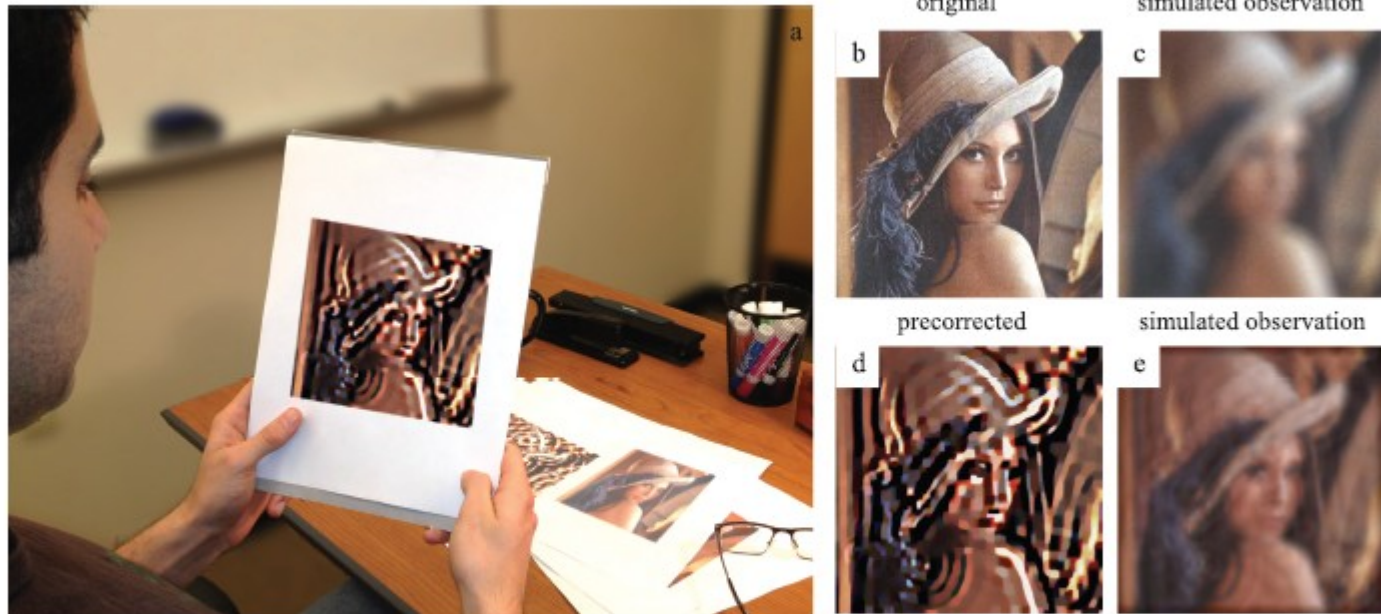 a
original
simulated observation
b
c
precorrected
simulated observation
d
e